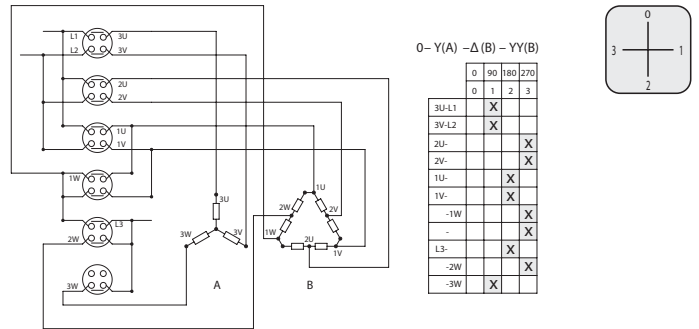 L1
3U
L2
3V
2U
2V
1U
1V
1W
L3
2W
3W
3U
3W
3V
A
1U
2W
2V
1W
2U
1V
B
0– Y(A) –Δ (B) – YY(B)
0 90 180 270
0 1 2 3
3U-L1 X
3V-L2 X
2U- X
2V- X
1U- X
1V- X
-1W X
- X
L3- X
-2W X
-3W X
0
3 1
2